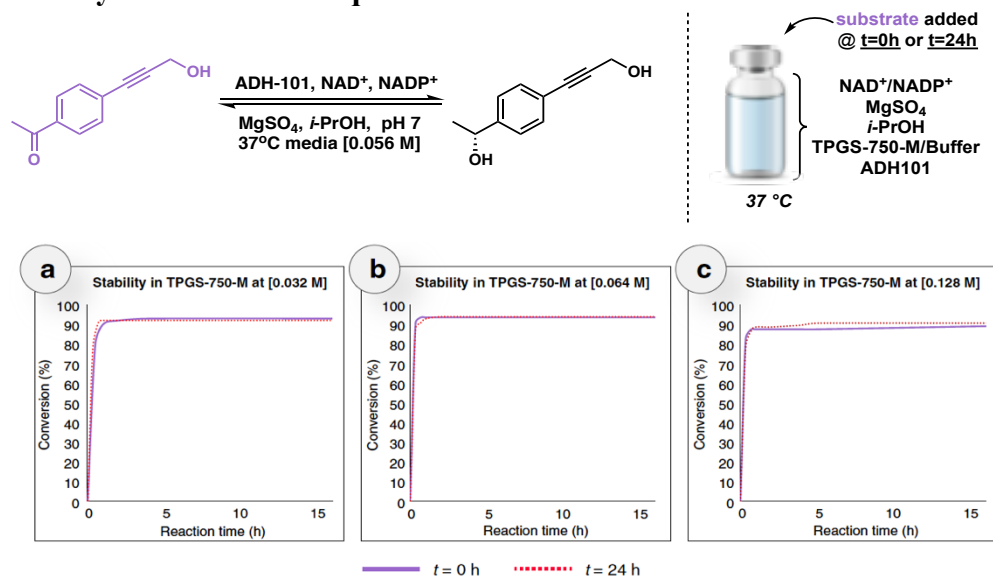 substrate added
@ t=0h or t=24h
OH
O
ADH-101, NAD⁺, NADP⁺
MgSO₄, i-PrOH, pH 7
37ºC media [0.056 M]
OH
OH
NAD⁺/NADP⁺
MgSO₄
i-PrOH
TPGS-750-M/Buffer
ADH101
37 °C
a
Stability in TPGS-750-M at [0.032 M]
100
90
80
70
60
50
40
30
20
10
0
Conversion (%)
0 5 10 15
Reaction time (h)
b
Stability in TPGS-750-M at [0.064 M]
100
90
80
70
60
50
40
30
20
10
0
Conversion (%)
0 5 10 15
Reaction time (h)
c
Stability in TPGS-750-M at [0.128 M]
100
90
80
70
60
50
40
30
20
10
0
Conversion (%)
0 5 10 15
Reaction time (h)
t = 0 h t = 24 h